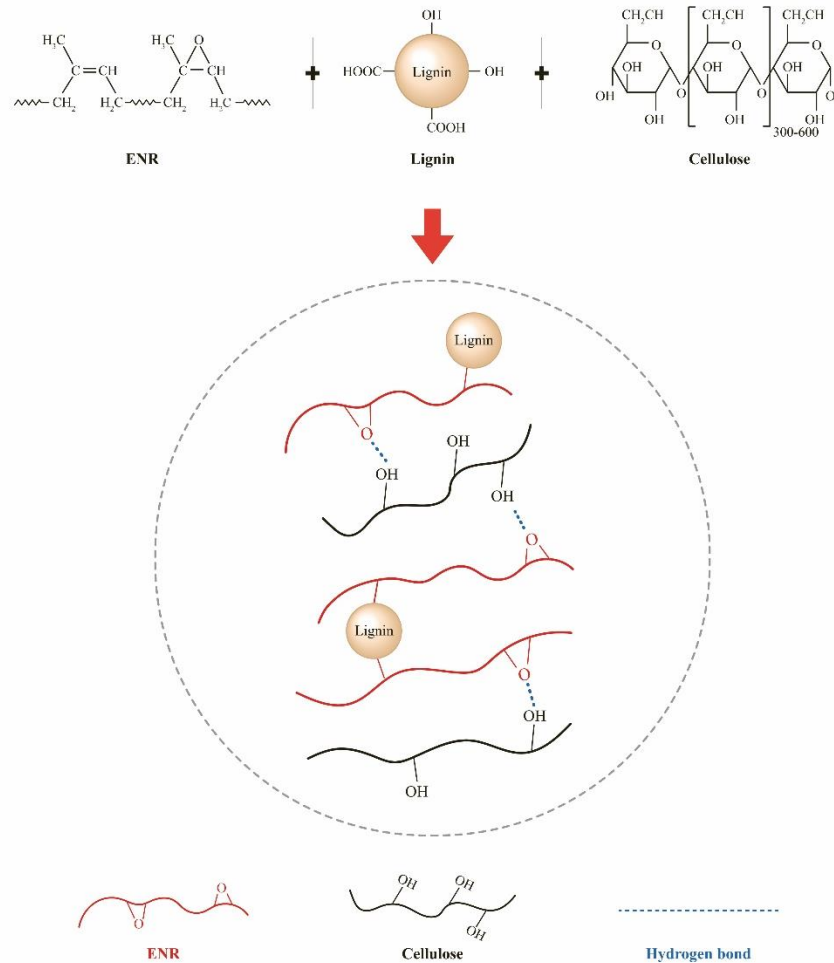 H₃C O
H₃C
C=CH C CH
CH₂ H₂C CH₂ H₃C
ENR
+
OH
HOOC Lignin OH
COOH
Lignin
+
CH₂CH CH₂CH CH₂CH
O O O
OH OH OH
OH O O O
OH OH OH
300-600
Cellulose
Lignin
O
OH
OH
OH
O
Lignin
O
OH
OH
O
O
ENR
OH
OH
OH
Cellulose
Hydrogen bond